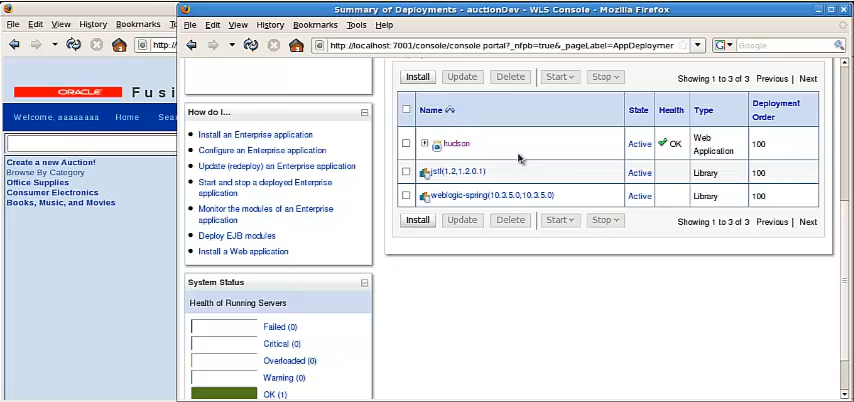 Summary of Deployments - auctionDev - WLS Console - Mozilla Firefox
File Edit View History Bookmarks
File Edit View History Bookmarks Tools Help
http://
http://localhost:7001/console/console.portal?_nfpb=true&_pageLabel=AppDeploymer
Google
ORACLE Fusi
Welcome, aaaaaaaa Home Sea
Create a new Auction!
Browse By Category
Office Supplies
Consumer Electronics
Books, Music, and Movies
How do I...
Install an Enterprise application
Configure an Enterprise application
Update (redeploy) an Enterprise application
Start and stop a deployed Enterprise
application
Monitor the modules of an Enterprise
application
Deploy EJB modules
Install a Web application
System Status
Health of Running Servers
Failed (0)
Critical (0)
Overloaded (0)
Warning (0)
OK (1)
Install Update Delete Start Stop Showing 1 to 3 of 3 Previous | Next
Name State Health Type Deployment
Order
hudson Active OK Web
Application 100
jstl(1.2,1.2.0.1) Active Library 100
weblogic-spring(10.3.5.0,10.3.5.0) Active Library 100
Install Update Delete Start Stop Showing 1 to 3 of 3 Previous | Next